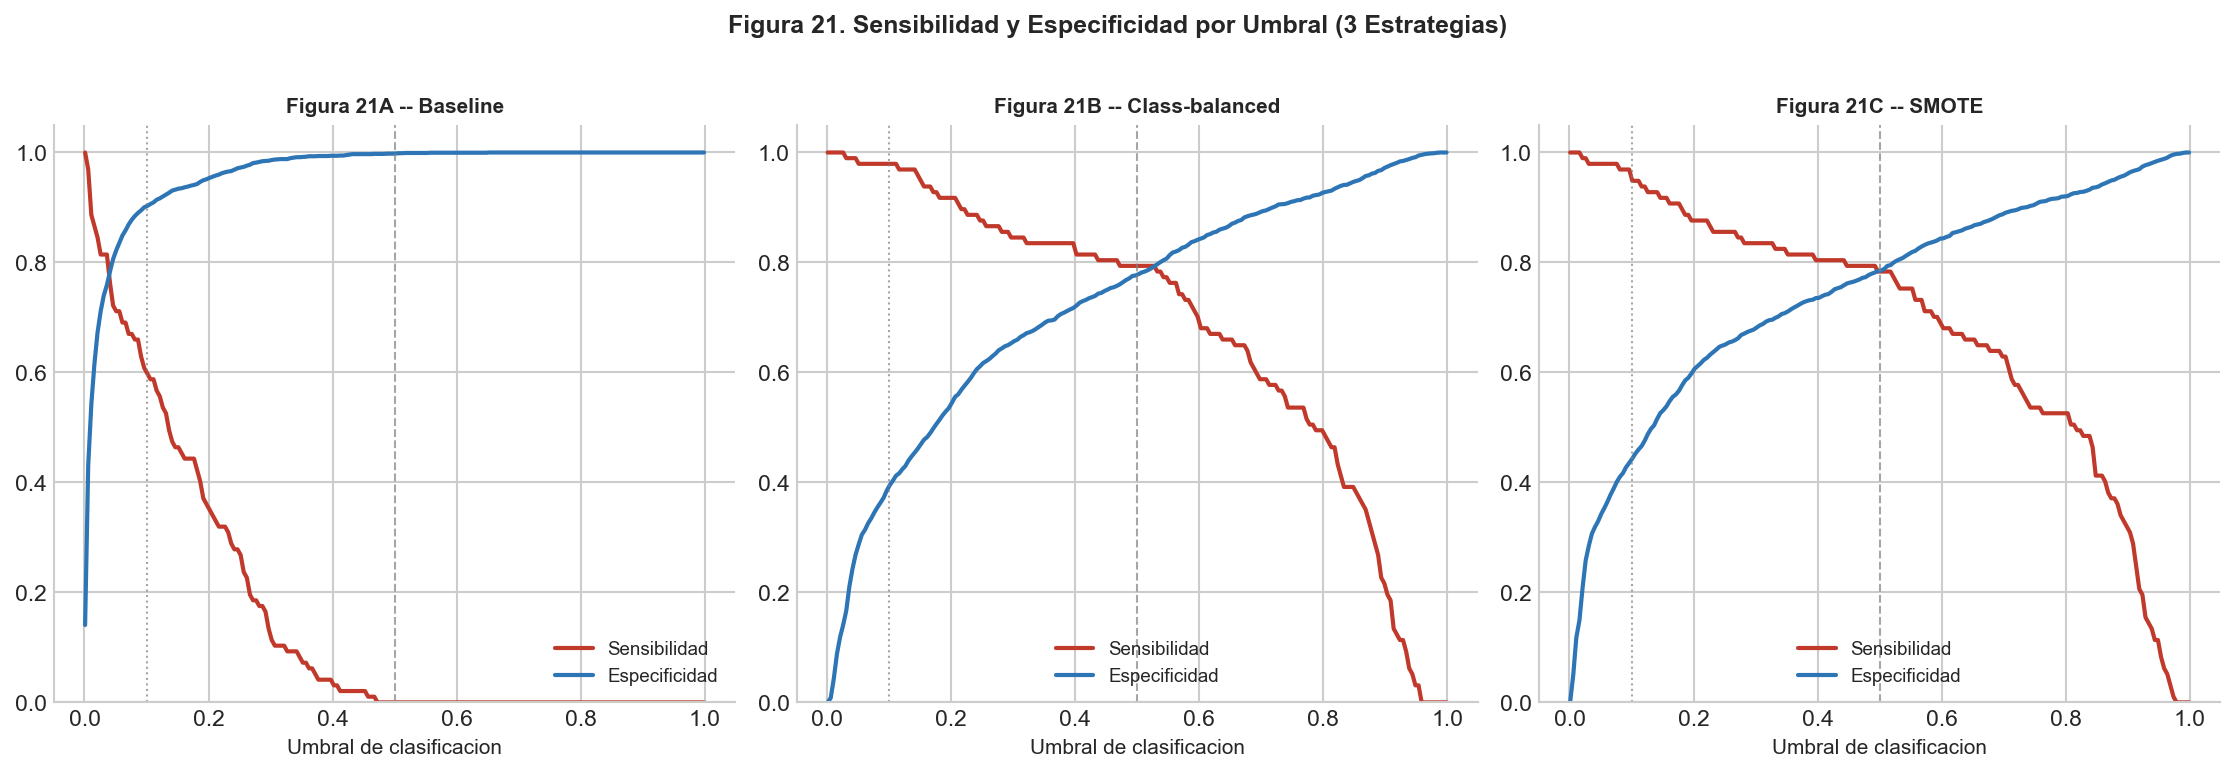 Figura 21. Sensibilidad y Especificidad por Umbral (3 Estrategias)
Figura 21A -- Baseline
1.0
0.8
0.6
0.4
0.2
0.0
0.0 0.2 0.4 0.6 0.8 1.0
Umbral de clasificacion
Sensibilidad
Especificidad
Figura 21B -- Class-balanced
1.0
0.8
0.6
0.4
0.2
0.0
0.0 0.2 0.4 0.6 0.8 1.0
Umbral de clasificacion
Sensibilidad
Especificidad
Figura 21C -- SMOTE
1.0
0.8
0.6
0.4
0.2
0.0
0.0 0.2 0.4 0.6 0.8 1.0
Umbral de clasificacion
Sensibilidad
Especificidad